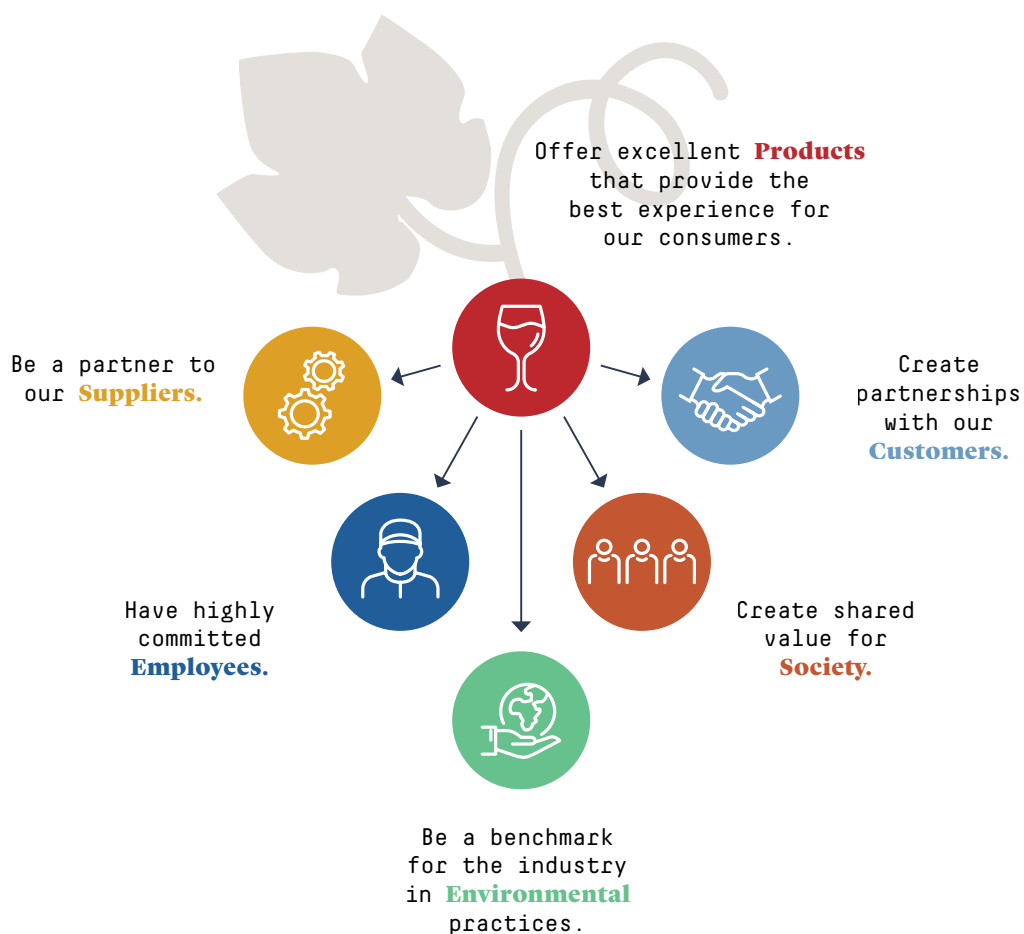 Offer excellent Products
that provide the
best experience for
our consumers.
Be a partner to
our Suppliers.
Create
partnerships
with our
Customers.
Have highly
committed
Employees.
Create shared
value for
Society.
Be a benchmark
for the industry
in Environmental
practices.